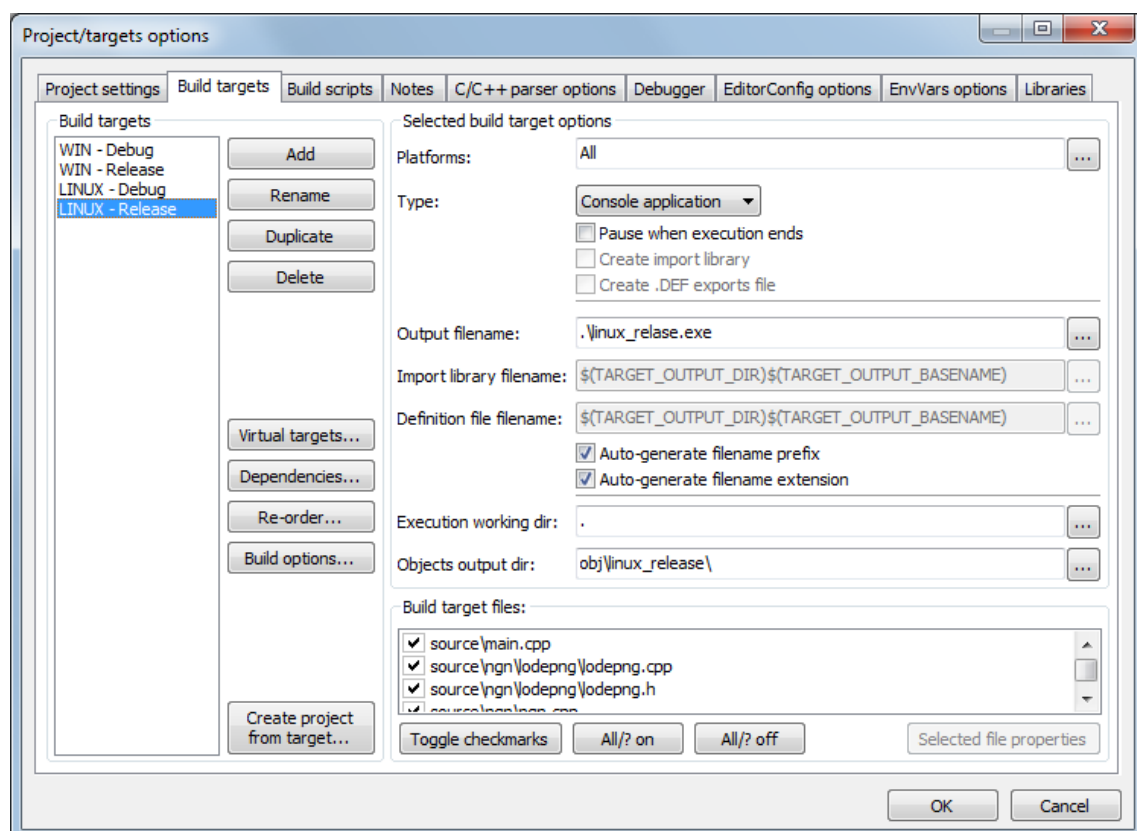 Project/targets options
Project settings Build targets Build scripts Notes C/C++ parser options Debugger EditorConfig options EnvVars options Libraries
Build targets
WIN - Debug
WIN - Release
LINUX - Debug
LINUX - Release
Add
Rename
Duplicate
Delete
Virtual targets...
Dependencies...
Re-order...
Build options...
Create project
from target...
Selected build target options
Platforms: All ...
Type: Console application
Pause when execution ends
Create import library
Create .DEF exports file
Output filename: .\linux_relase.exe ...
Import library filename: $(TARGET_OUTPUT_DIR)$(TARGET_OUTPUT_BASENAME) ...
Definition file filename: $(TARGET_OUTPUT_DIR)$(TARGET_OUTPUT_BASENAME) ...
Auto-generate filename prefix
Auto-generate filename extension
Execution working dir: . ...
Objects output dir: obj\linux_release\ ...
Build target files:
source\main.cpp
source\ngn\lodepng\lodepng.cpp
source\ngn\lodepng\lodepng.h
source\ngn\ngn.cpp
Toggle checkmarks All/? on All/? off Selected file properties
OK Cancel